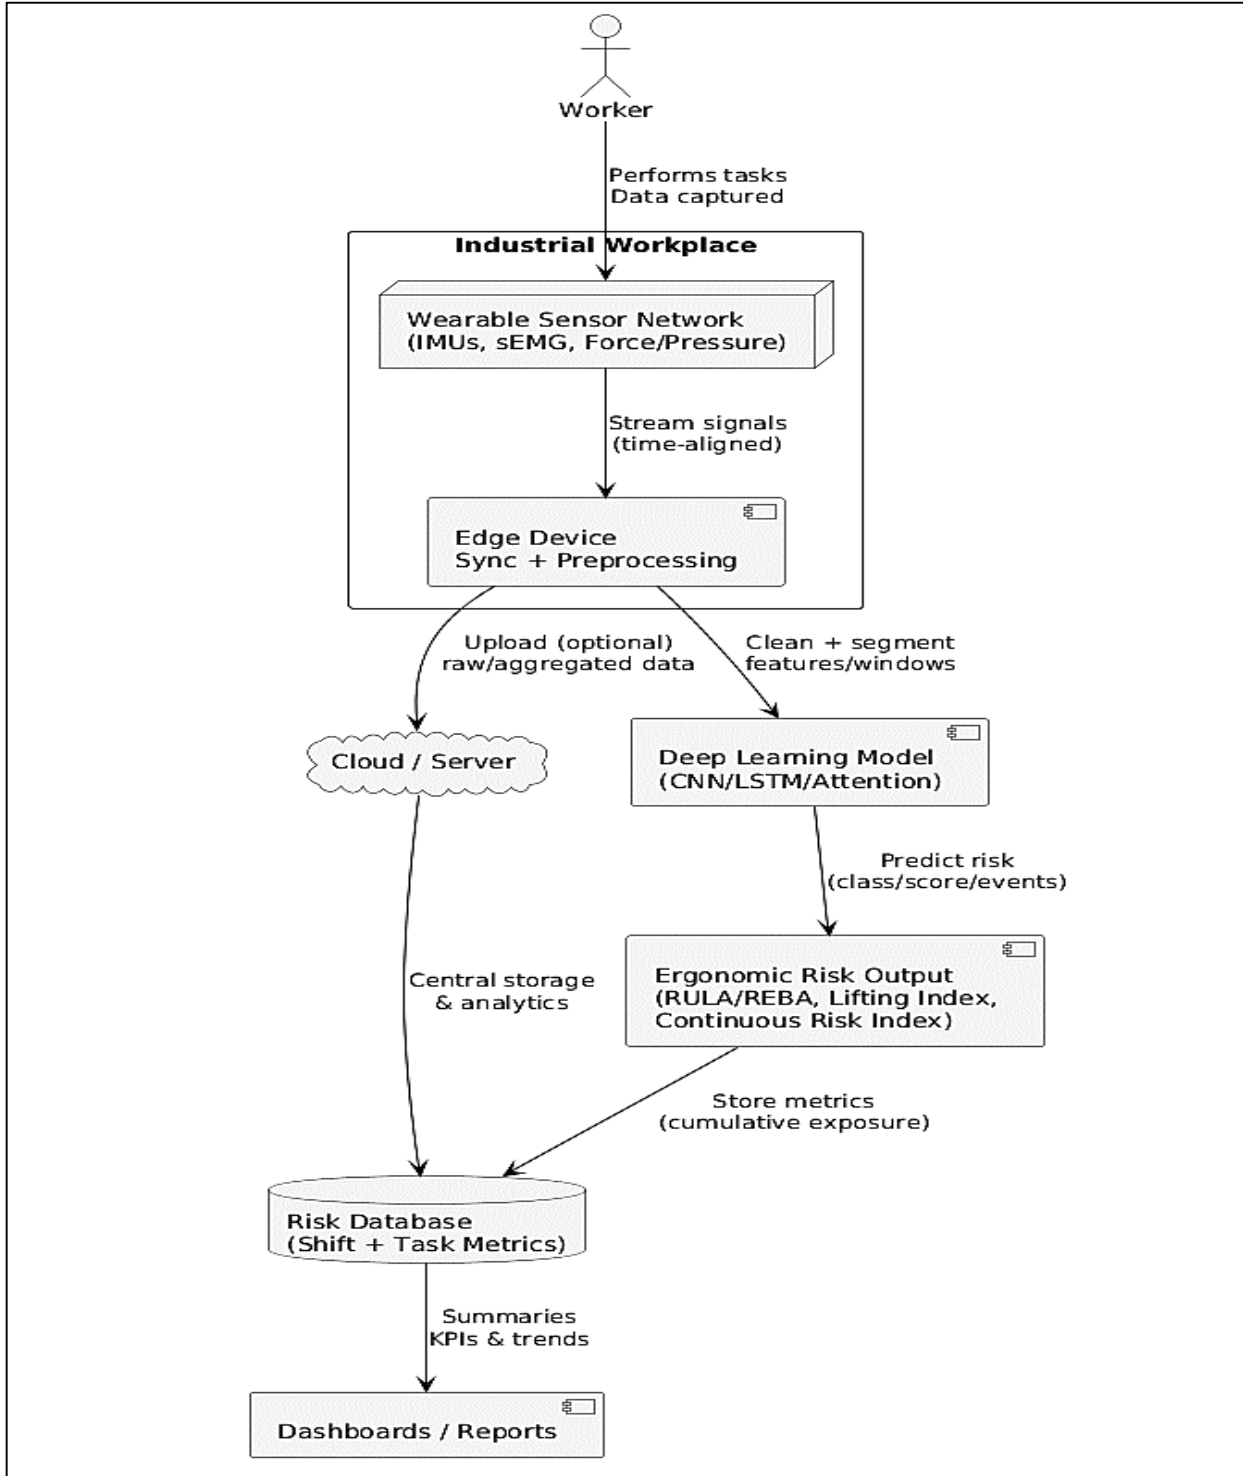 Worker
Performs tasks
Data captured
Industrial Workplace
Wearable Sensor Network
(IMUs, sEMG, Force/Pressure)
Stream signals
(time-aligned)
Edge Device
Sync + Preprocessing
Upload (optional)
raw/aggregated data
Clean + segment
features/windows
Cloud / Server
Deep Learning Model
(CNN/LSTM/Attention)
Predict risk
(class/score/events)
Central storage
& analytics
Ergonomic Risk Output
(RULA/REBA, Lifting Index,
Continuous Risk Index)
Store metrics
(cumulative exposure)
Risk Database
(Shift + Task Metrics)
Summaries
KPIs & trends
Dashboards / Reports